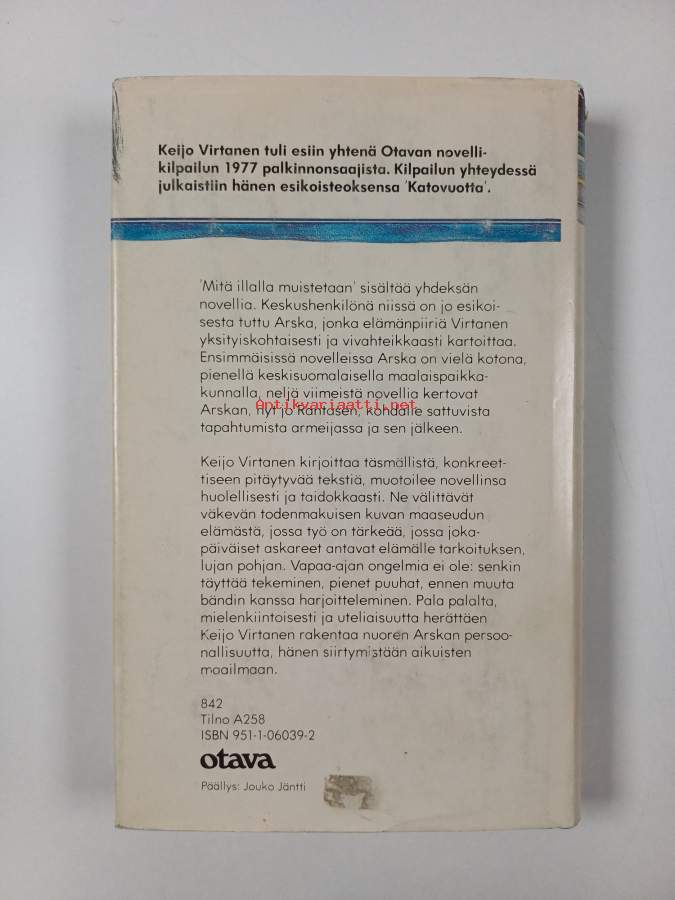 Keijo Virtanen tuli esiin yhtenä Otavan novelli-
kilpailun 1977 palkinnonsaajista. Kilpailun yhteydessä
julkaistiin hänen esikoisteoksensa 'Katovuotta'.
'Mitä illalla muistetaan' sisältää yhdeksän
novellia. Keskushenkilönä niissä on jo esikoi-
sesta tuttu Arska, jonka elämänpiiriä Virtanen
yksityiskohtaisesti ja vivahteikkaasti kartoittaa.
Ensimmäisissä novelleissa Arska on vielä kotona,
pienellä keskisuomalaisella maalaispaikka-
kunnalla, neljä viimeistä novellia kertovat
Antikvariaatti.net
Arskan, nyt jo Rantasen, kohdalle sattuvista
tapahtumista armeijassa ja sen jälkeen.
Keijo Virtanen kirjoittaa täsmällistä, konkreet-
tiseen pitäytyvää tekstiä, muotoilee novellinsa
huolellisesti ja taidokkaasti. Ne välittävät
väkevän todenmakuisen kuvan maaseudun
elämästä, jossa työ on tärkeää, jossa joka-
päiväiset askareet antavat elämälle tarkoituksen,
lujan pohjan. Vapaa-ajan ongelmia ei ole: senkin
täyttää tekeminen, pienet puuhat, ennen muuta
bändin kanssa harjoitteleminen. Pala palalta,
mielenkiintoisesti ja uteliaisuutta herättäen
Keijo Virtanen rakentaa nuoren Arskan persoo-
nallisuutta, hänen siirtymistään aikuisten
maailmaan.
842
Tilno A258
ISBN 951-1-06039-2
otava
Päällys: Jouko Jäntti